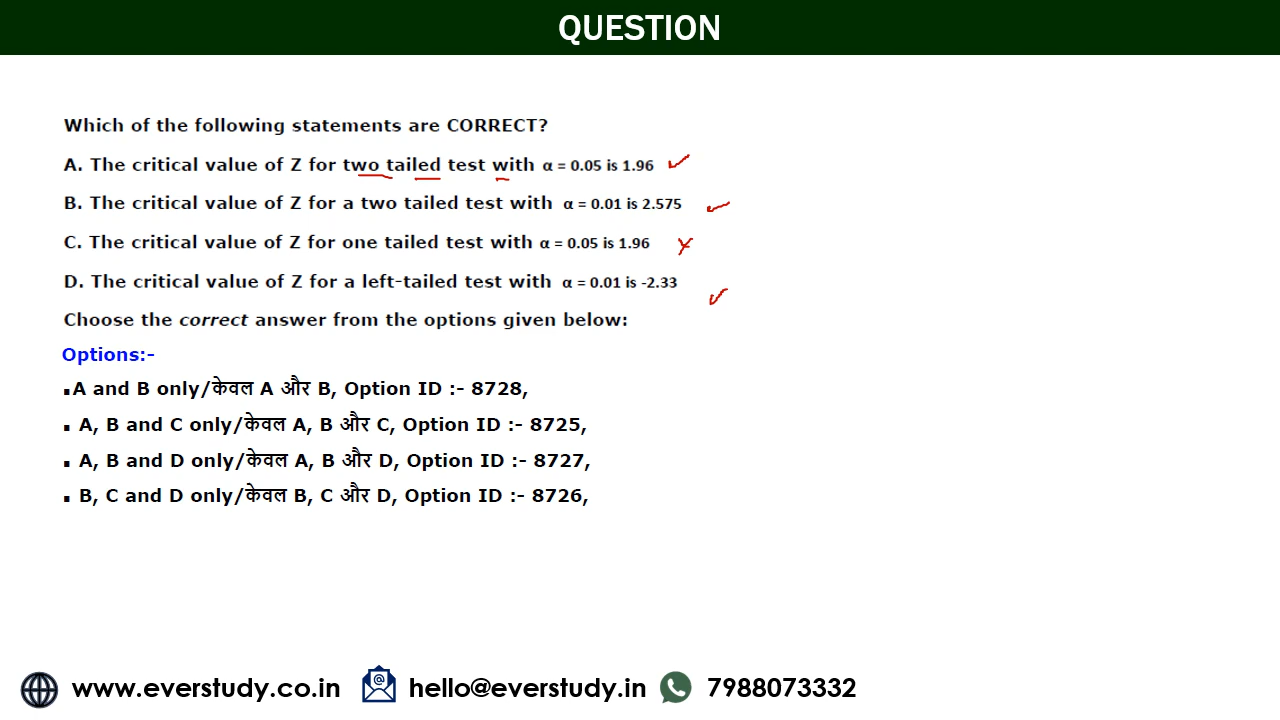 QUESTION
Which of the following statements are CORRECT?
A. The critical value of Z for two tailed test with α = 0.05 is 1.96
B. The critical value of Z for a two tailed test with α = 0.01 is 2.575
C. The critical value of Z for one tailed test with α = 0.05 is 1.96
D. The critical value of Z for a left-tailed test with α = 0.01 is -2.33
Choose the correct answer from the options given below:
Options:-
▪A and B only/केवल A और B, Option ID :- 8728,
▪ A, B and C only/केवल A, B और C, Option ID :- 8725,
▪ A, B and D only/केवल A, B और D, Option ID :- 8727,
▪ B, C and D only/केवल B, C और D, Option ID :- 8726,
www.everstudy.co.in hello@everstudy.in 7988073332